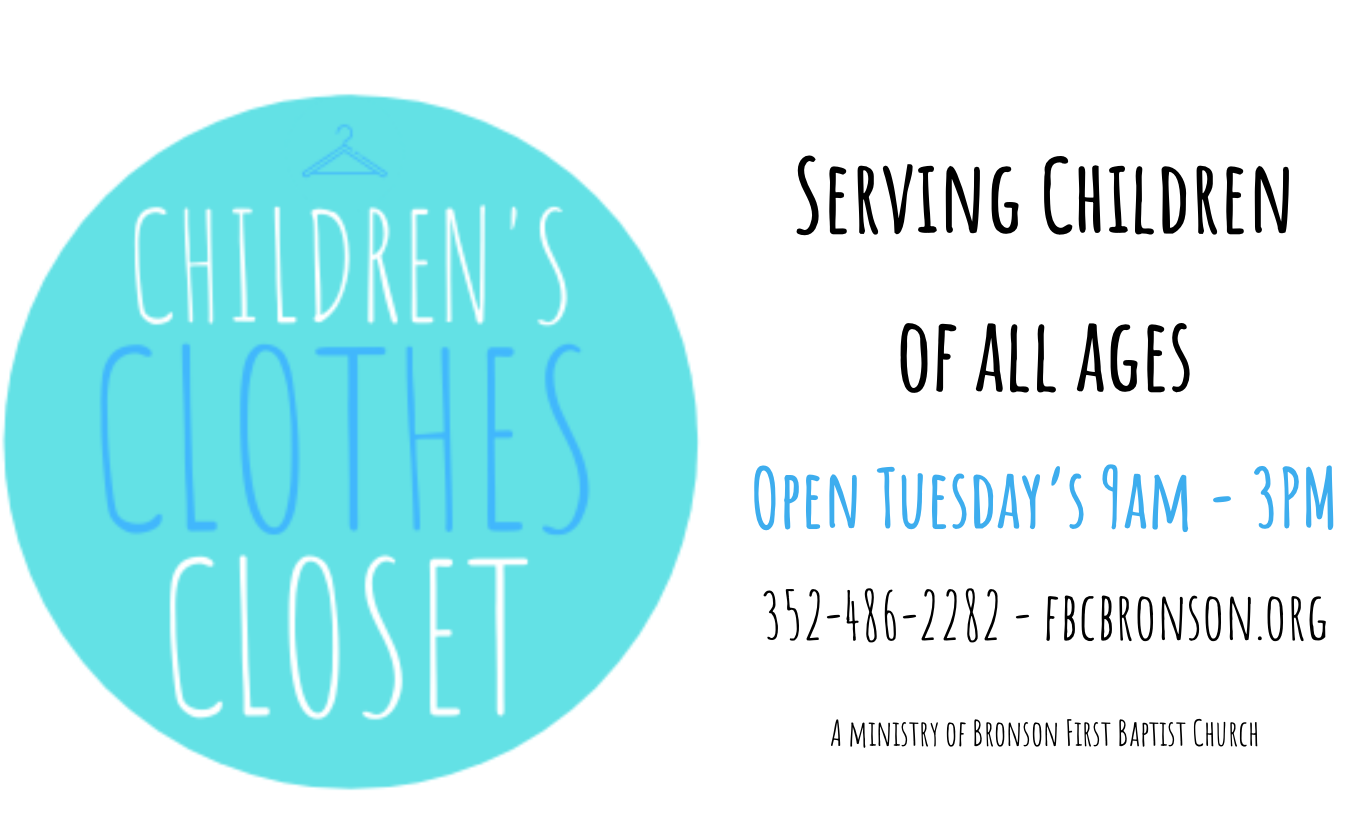 CHILDREN'S
CLOTHES
CLOSET
Serving Children
of all ages
Open Tuesday's 9am - 3PM
352-486-2282 - fbcbronson.org
A ministry of Bronson First Baptist Church